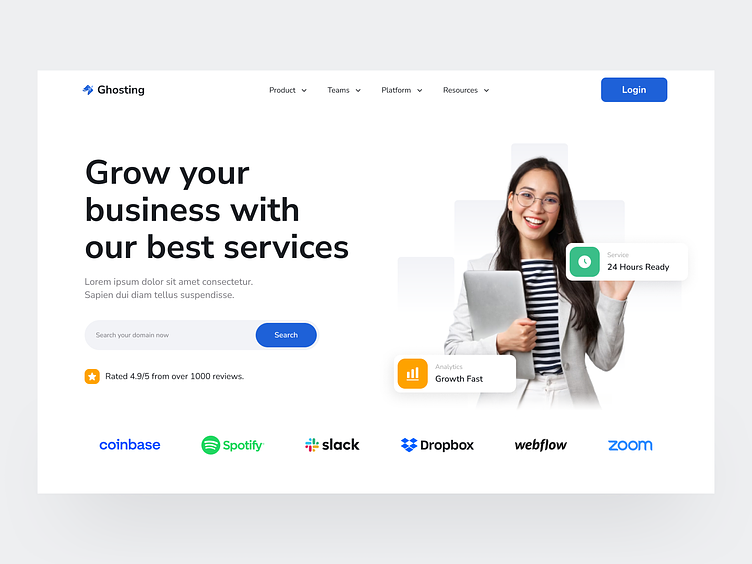 Ghosting
Product
Teams
Platform
Resources
Login
Grow your
business with
our best services
Lorem ipsum dolor sit amet consectetur.
Sapien dui diam tellus suspendisse.
Search your domain now
Search
Rated 4.9/5 from over 1000 reviews.
Service
24 Hours Ready
Analytics
Growth Fast
coinbase
Spotify
slack
Dropbox
webflow
zoom